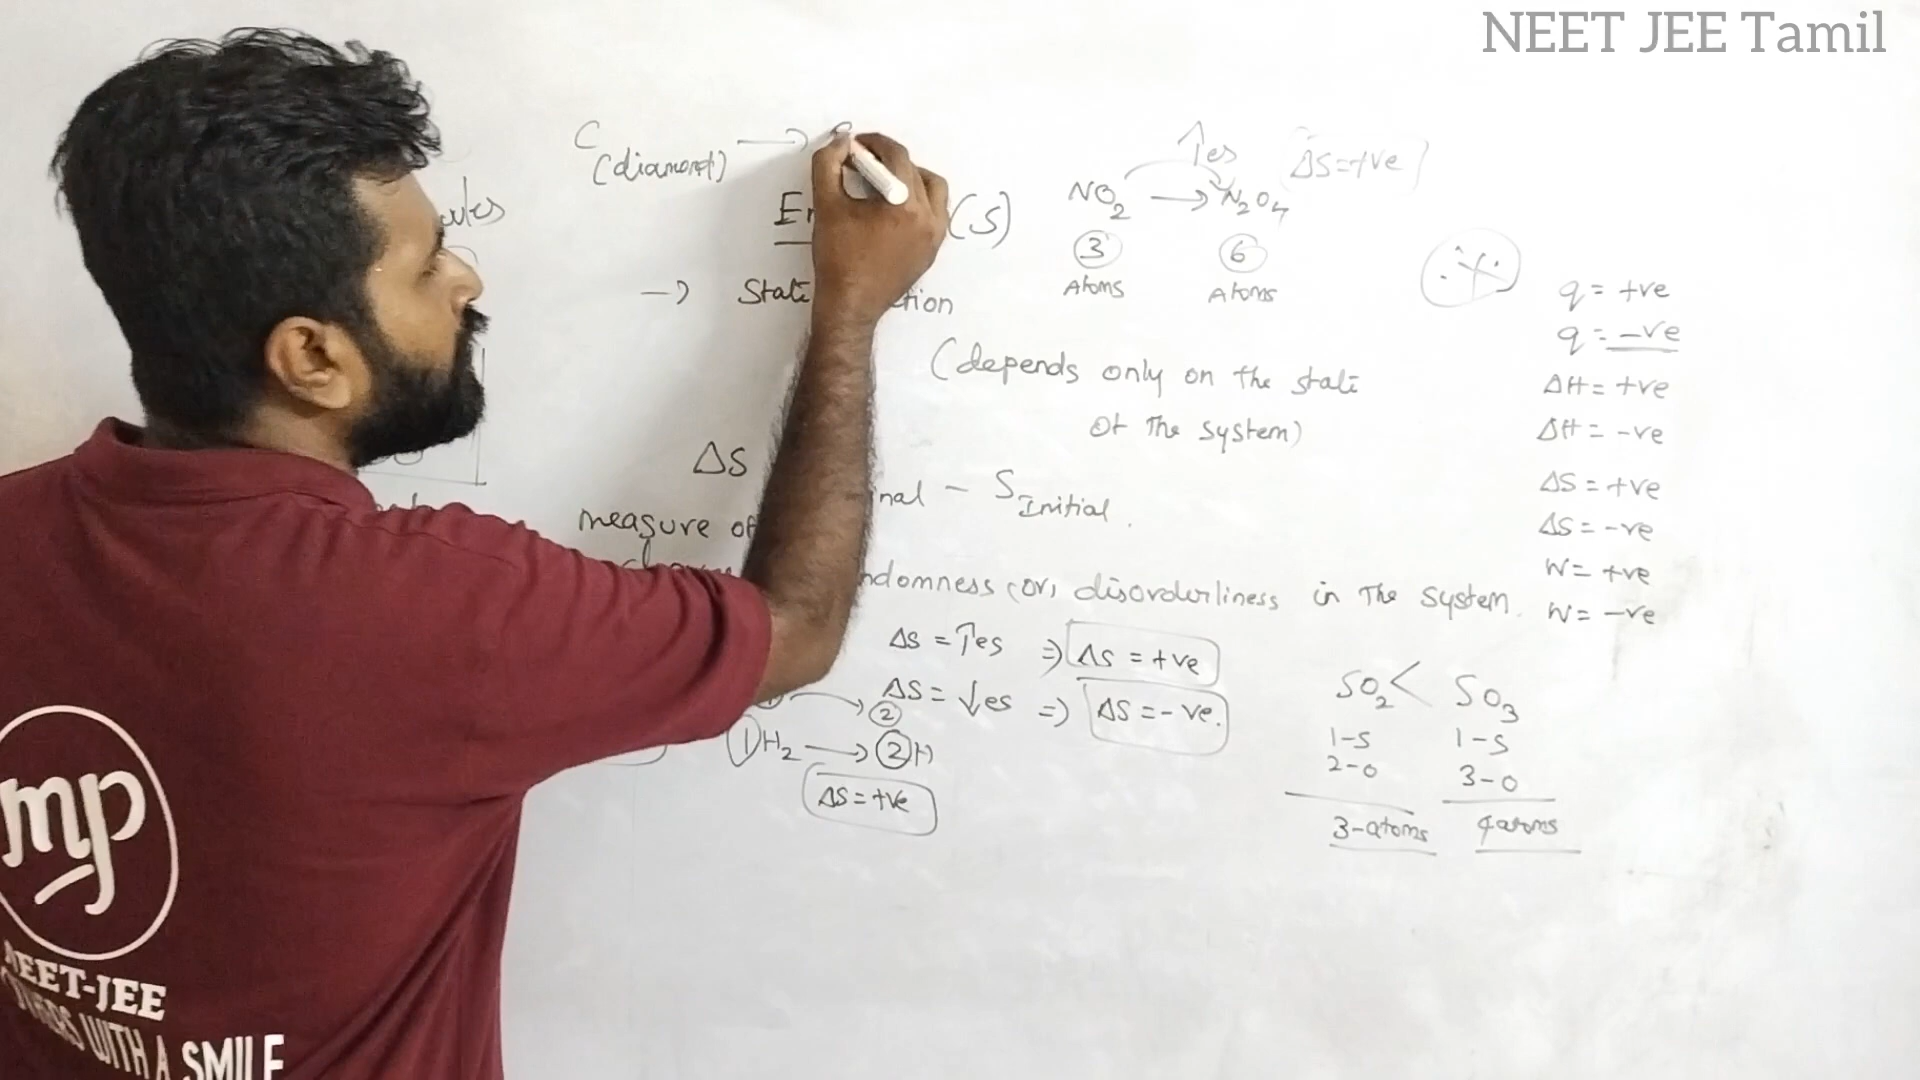 NEET JEE Tamil
C (diamond) →
(S)
NO2 → N2O4
↑es
ΔS=+ve
3 6
Atoms Atoms
→
(depends only on the state
of the system)
ΔS
- S Initial.
measure of
(or) disorderliness in the system.
ΔS = ↑es ⇒ ΔS = +ve
ΔS = ↓es ⇒ ΔS = -ve.
2
1 H2 → 2 H
ΔS = +ve
q = +ve
q = -ve
ΔH = +ve
ΔH = -ve
ΔS = +ve
ΔS = -ve
W = +ve
W = -ve
SO2 < SO3
1-S 1-S
2-O 3-O
3-atoms 4 atoms
mp
NEET-JEE
WITH A SMILE